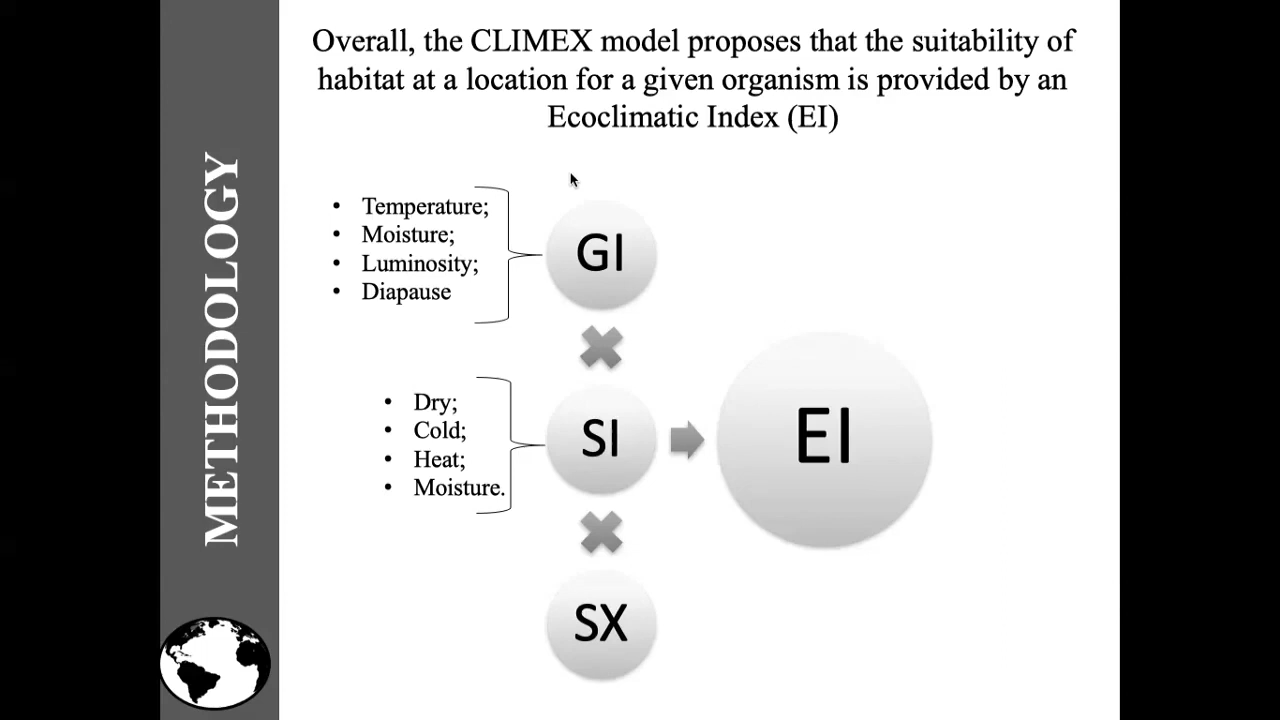 Overall, the CLIMEX model proposes that the suitability of
habitat at a location for a given organism is provided by an
Ecoclimatic Index (EI)
METHODOLOGY
• Temperature;
• Moisture;
• Luminosity;
• Diapause
GI
• Dry;
• Cold;
• Heat;
• Moisture.
SI
EI
SX